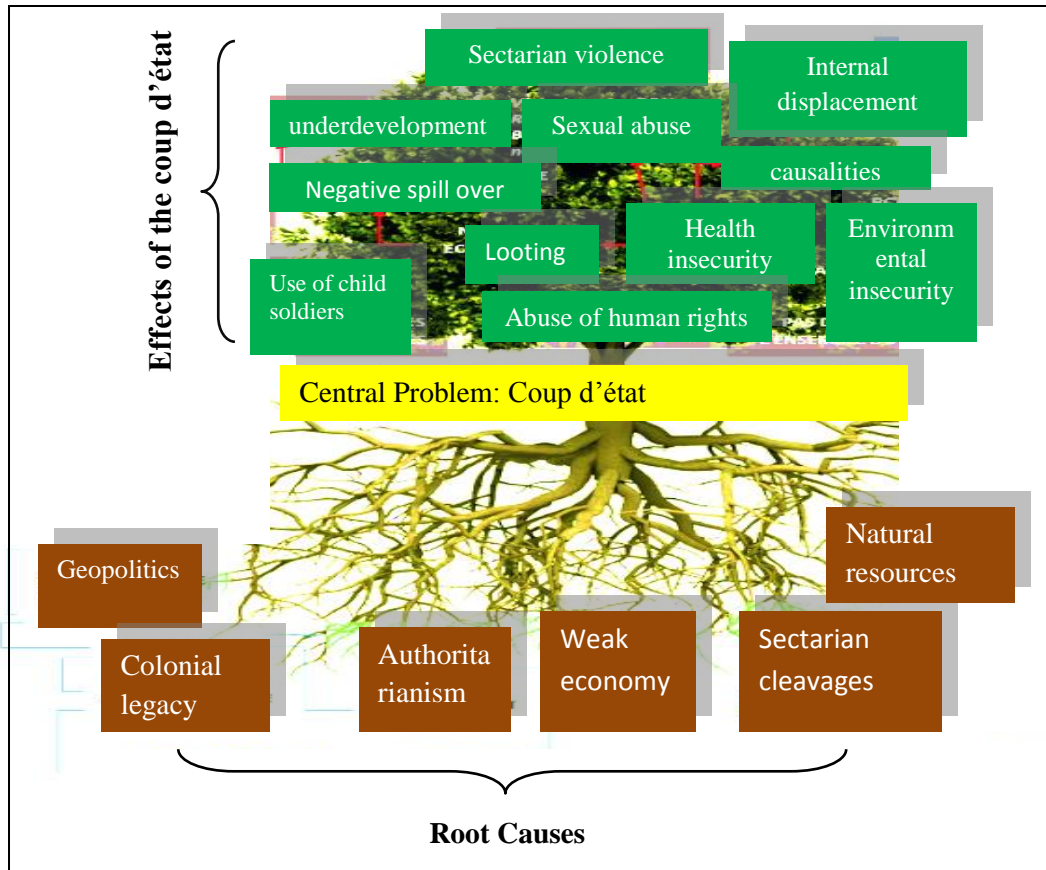 Effects of the coup d’état
Sectarian violence
Internal
displacement
underdevelopment
Sexual abuse
causalities
Negative spill over
Looting
Health
insecurity
Environm
ental
insecurity
Use of child
soldiers
Abuse of human rights
Central Problem: Coup d’état
Natural
resources
Geopolitics
Colonial
legacy
Authorita
rianism
Weak
economy
Sectarian
cleavages
Root Causes